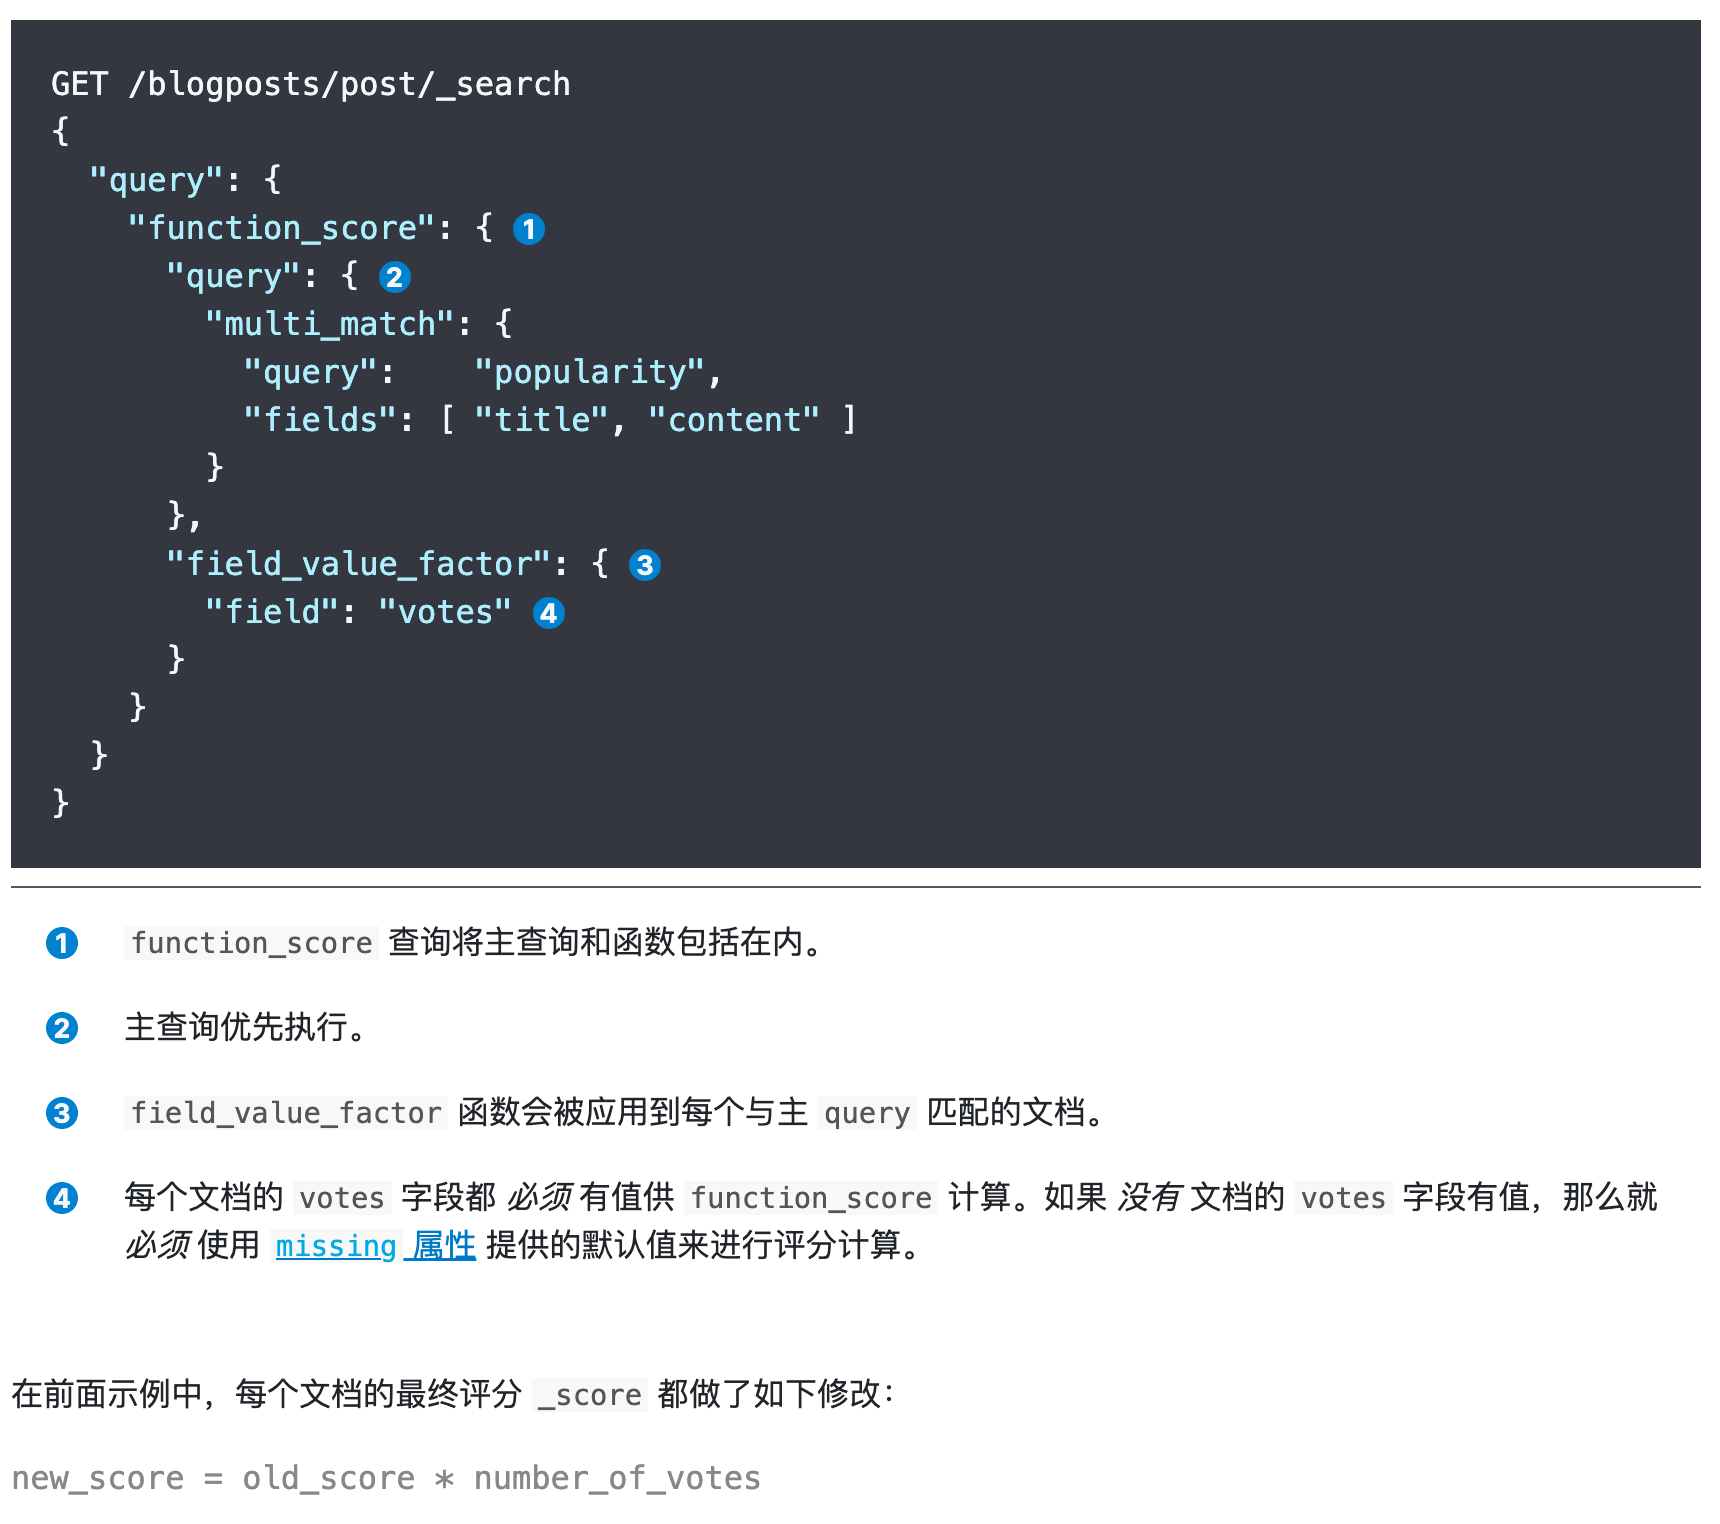 GET /blogposts/post/_search
{
  "query": {
    "function_score": { 1
      "query": { 2
        "multi_match": {
          "query":    "popularity",
          "fields": [ "title", "content" ]
        }
      },
      "field_value_factor": { 3
        "field": "votes" 4
      }
    }
  }
}
1 function_score 查询将主查询和函数包括在内。
2 主查询优先执行。
3 field_value_factor 函数会被应用到每个与主 query 匹配的文档。
4 每个文档的 votes 字段都 必须 有值供 function_score 计算。如果 没有 文档的 votes 字段有值，那么就
必须 使用 missing 属性 提供的默认值来进行评分计算。
在前面示例中，每个文档的最终评分 _score 都做了如下修改：
new_score = old_score * number_of_votes